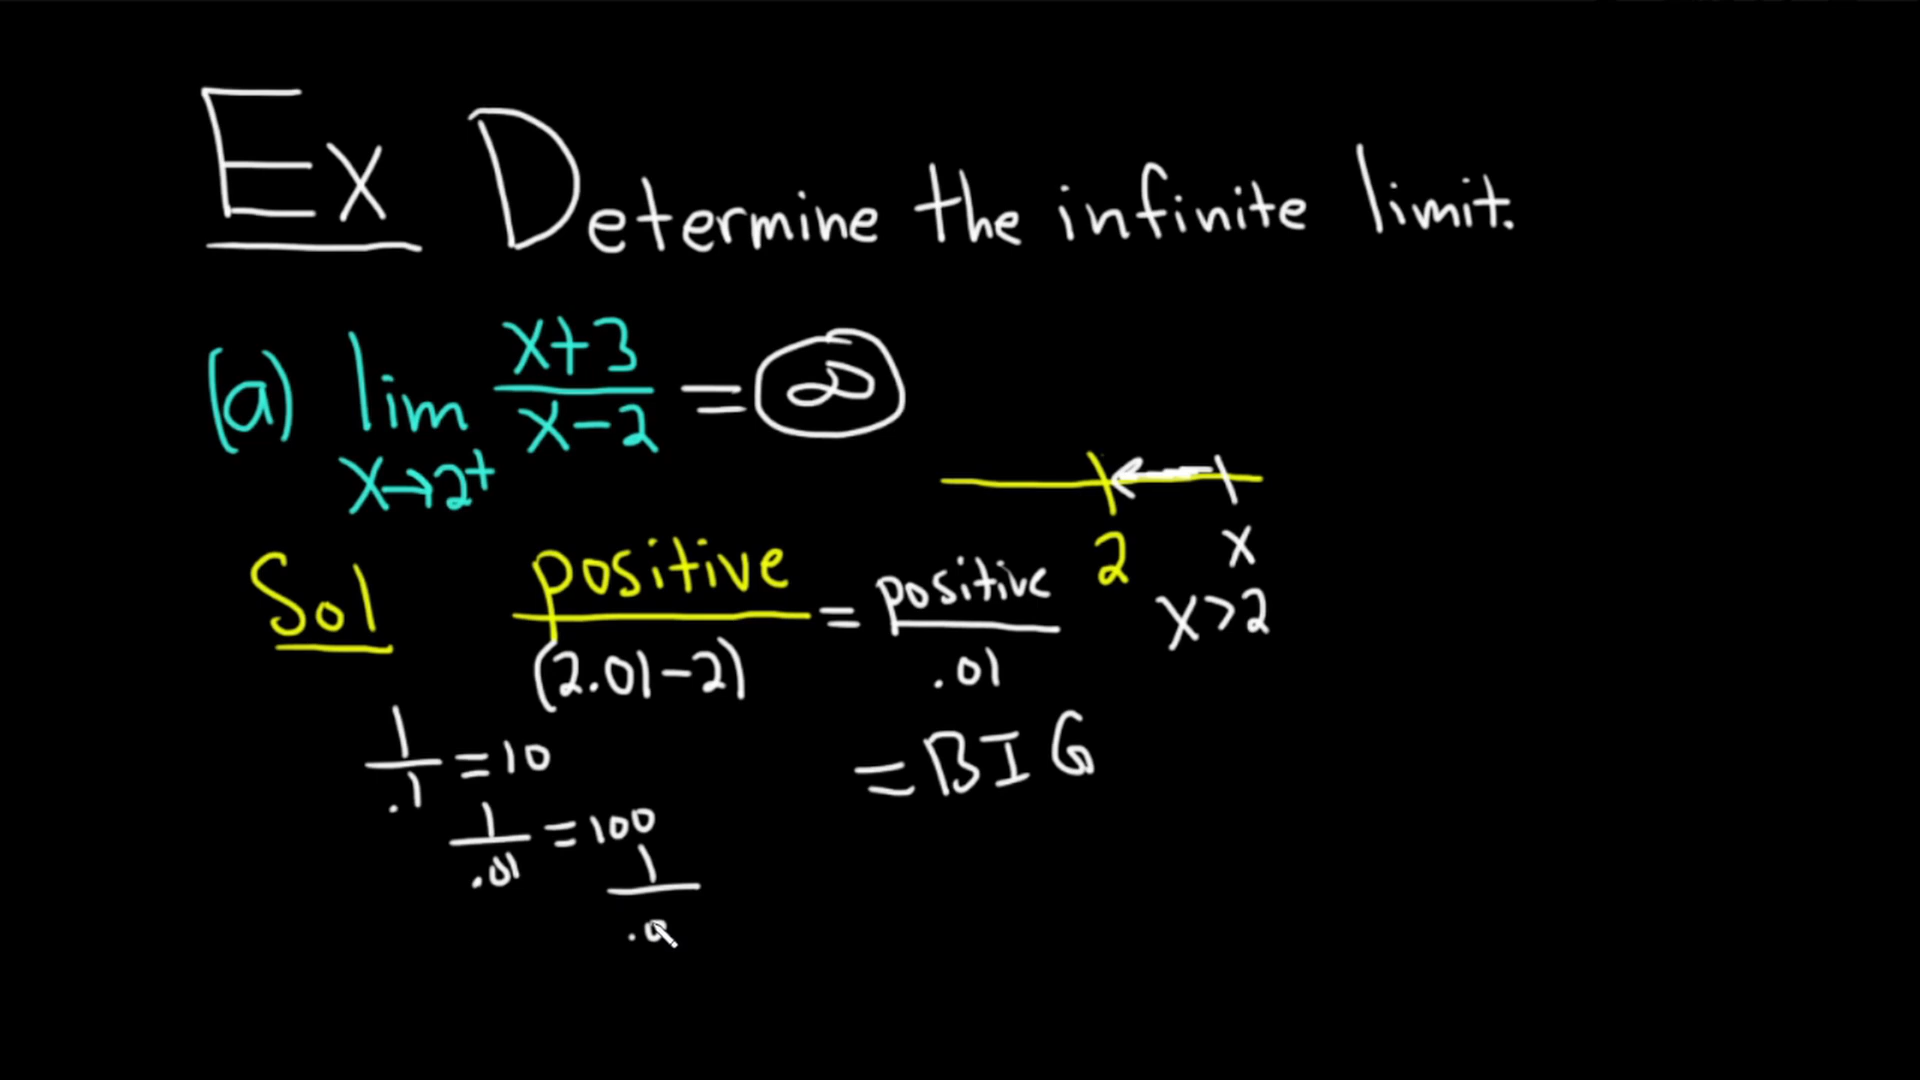 Ex Determine the infinite limit.
(a) lim x→2⁺ (x+3)/(x−2) = ∞
2 x
x>2
Sol positive/(2.01−2) = positive/.01
= BIG
1/.1 = 10
1/.01 = 100
1/.0